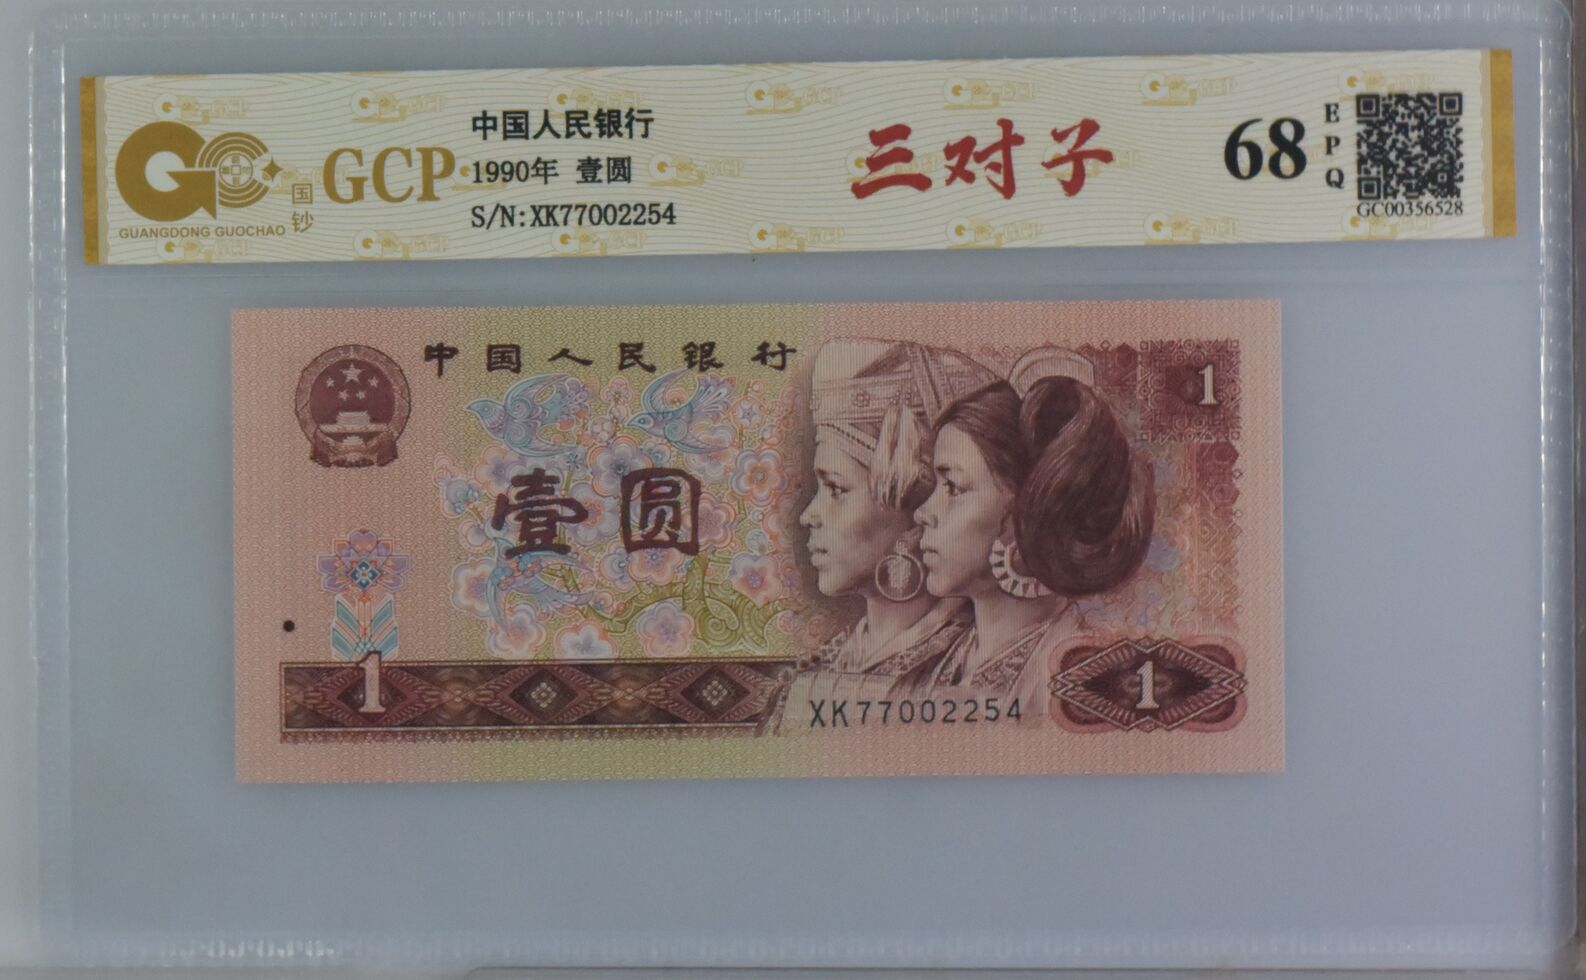 GUANGDONG GUOCHAO
国钞
GCP
中国人民银行
1990年 壹圆
S/N:XK77002254
三对子
68
EPQ
GC00356528
中国人民银行
1
壹圆
1
XK77002254
1